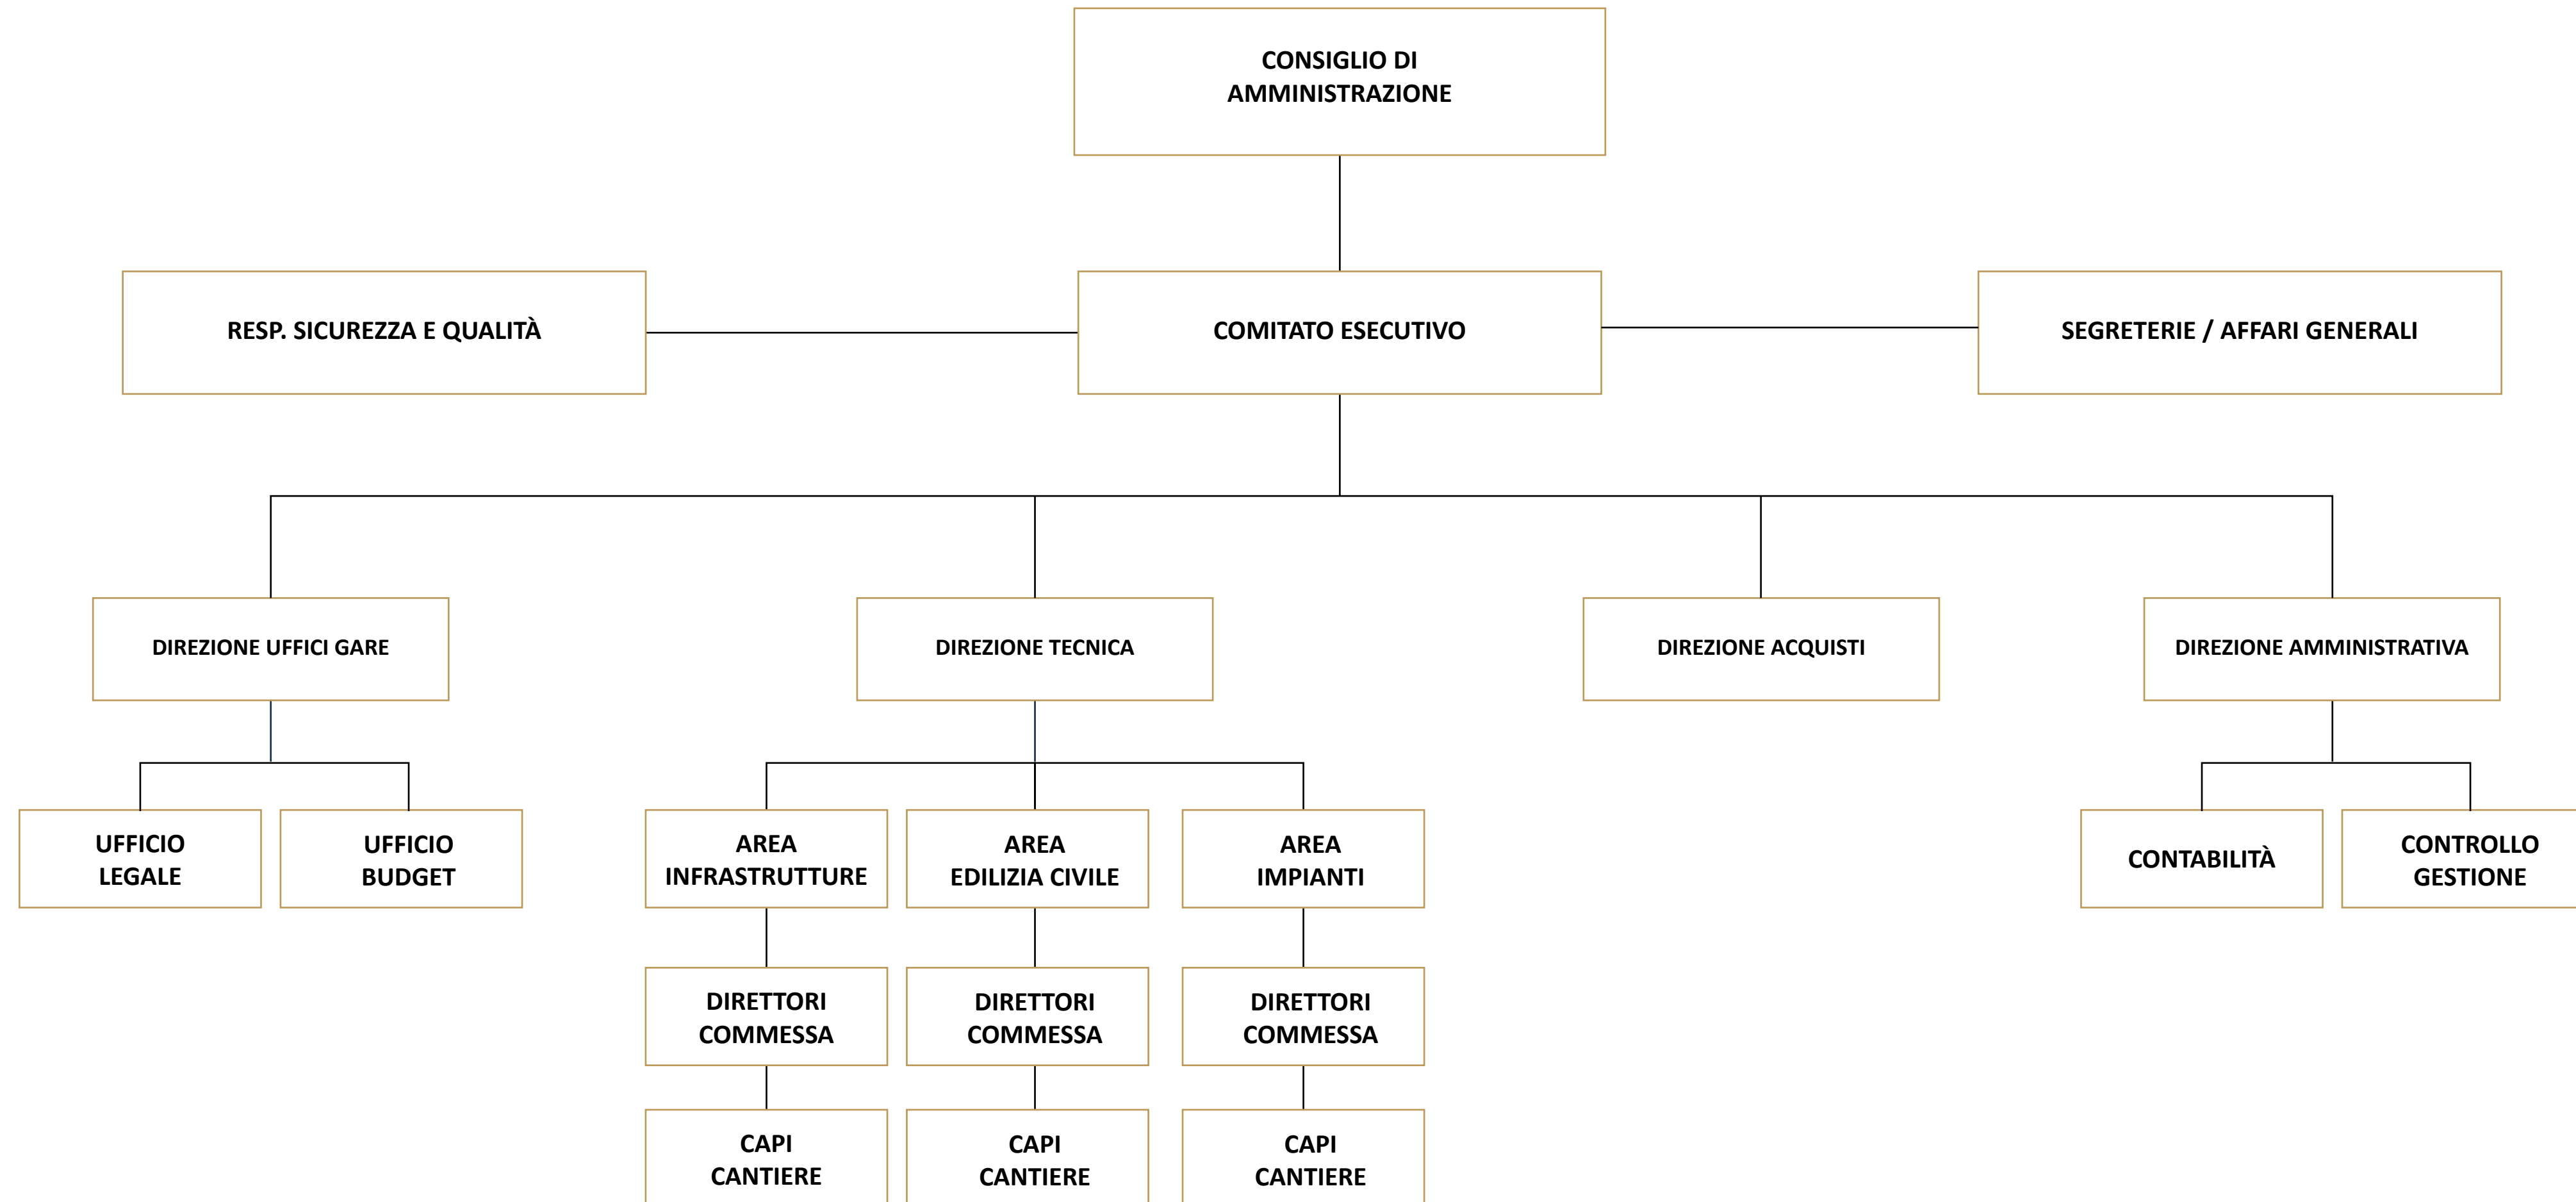 CONSIGLIO DI
AMMINISTRAZIONE
RESP. SICUREZZA E QUALITÀ
COMITATO ESECUTIVO
SEGRETERIE / AFFARI GENERALI
DIREZIONE UFFICI GARE
DIREZIONE TECNICA
DIREZIONE ACQUISTI
DIREZIONE AMMINISTRATIVA
UFFICIO
LEGALE
UFFICIO
BUDGET
AREA
INFRASTRUTTURE
AREA
EDILIZIA CIVILE
AREA
IMPIANTI
CONTABILITÀ
CONTROLLO
GESTIONE
DIRETTORI
COMMESSA
DIRETTORI
COMMESSA
DIRETTORI
COMMESSA
CAPI
CANTIERE
CAPI
CANTIERE
CAPI
CANTIERE